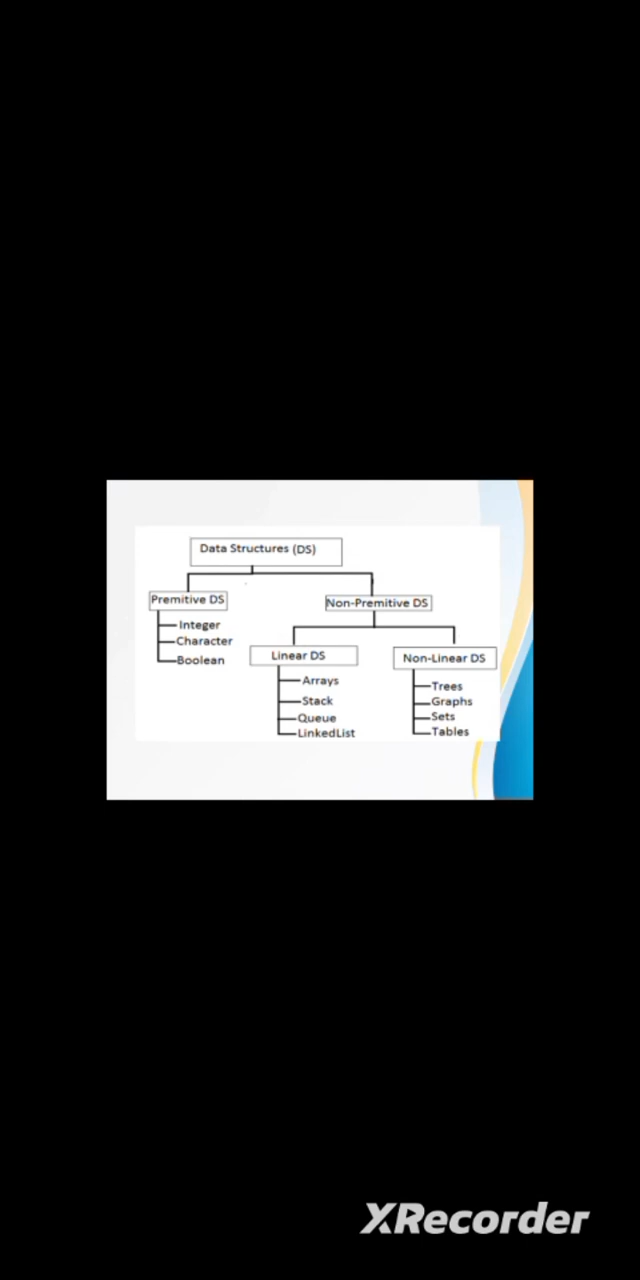 Data Structures (DS)
Premitive DS
Integer
Character
Boolean
Non-Premitive DS
Linear DS
Arrays
Stack
Queue
LinkedList
Non-Linear DS
Trees
Graphs
Sets
Tables
XRecorder